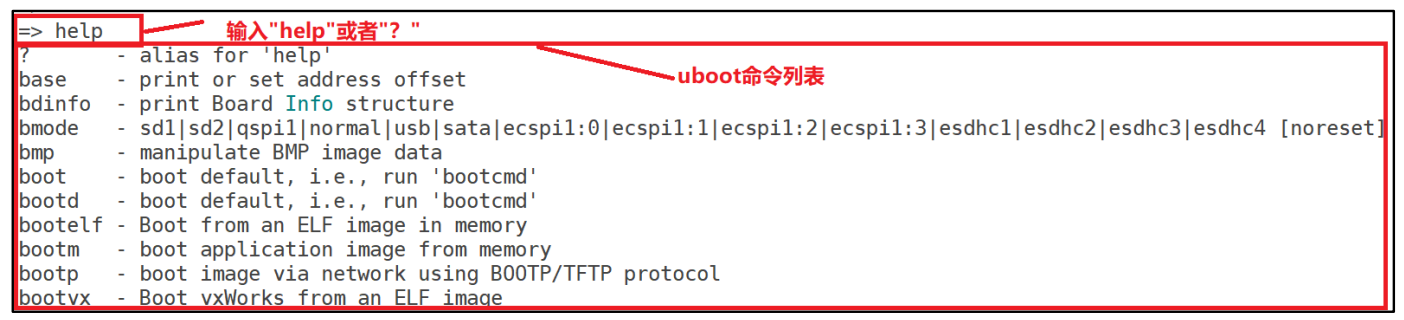 => help
输入"help"或者"? "
?       - alias for 'help'
uboot命令列表
base    - print or set address offset
bdinfo  - print Board Info structure
bmode   - sd1|sd2|qspi1|normal|usb|sata|ecspi1:0|ecspi1:1|ecspi1:2|ecspi1:3|esdhc1|esdhc2|esdhc3|esdhc4 [noreset]
bmp     - manipulate BMP image data
boot    - boot default, i.e., run 'bootcmd'
bootd   - boot default, i.e., run 'bootcmd'
bootelf - Boot from an ELF image in memory
bootm   - boot application image from memory
bootp   - boot image via network using BOOTP/TFTP protocol
bootvx  - Boot vxWorks from an ELF image